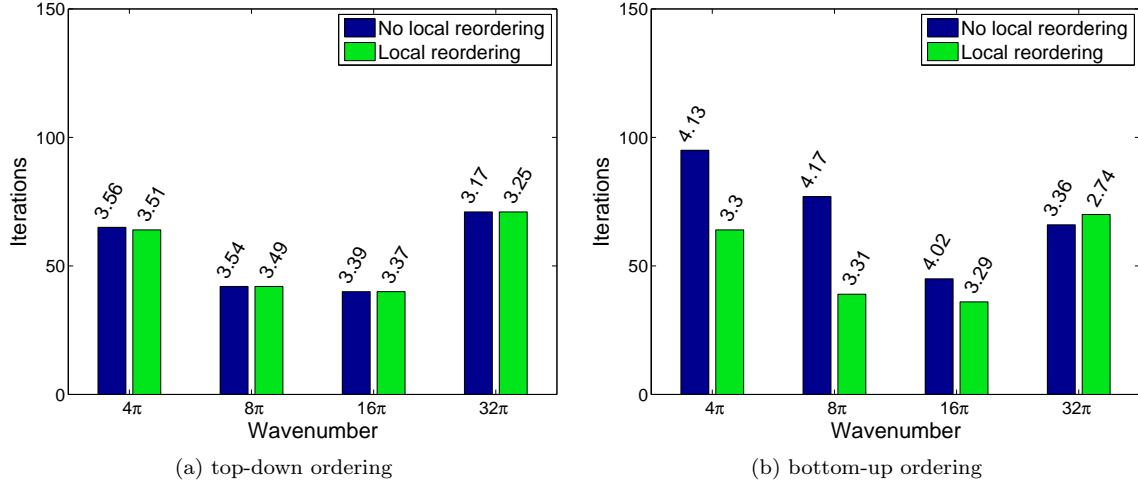 150
100
50
0
Iterations
No local reordering
Local reordering
3.56
3.51
3.54
3.49
3.39
3.37
3.17
3.25
4π
8π
16π
32π
Wavenumber
(a) top-down ordering
150
100
50
0
Iterations
No local reordering
Local reordering
4.13
3.3
4.17
3.31
4.02
3.29
3.36
2.74
4π
8π
16π
32π
Wavenumber
(b) bottom-up ordering